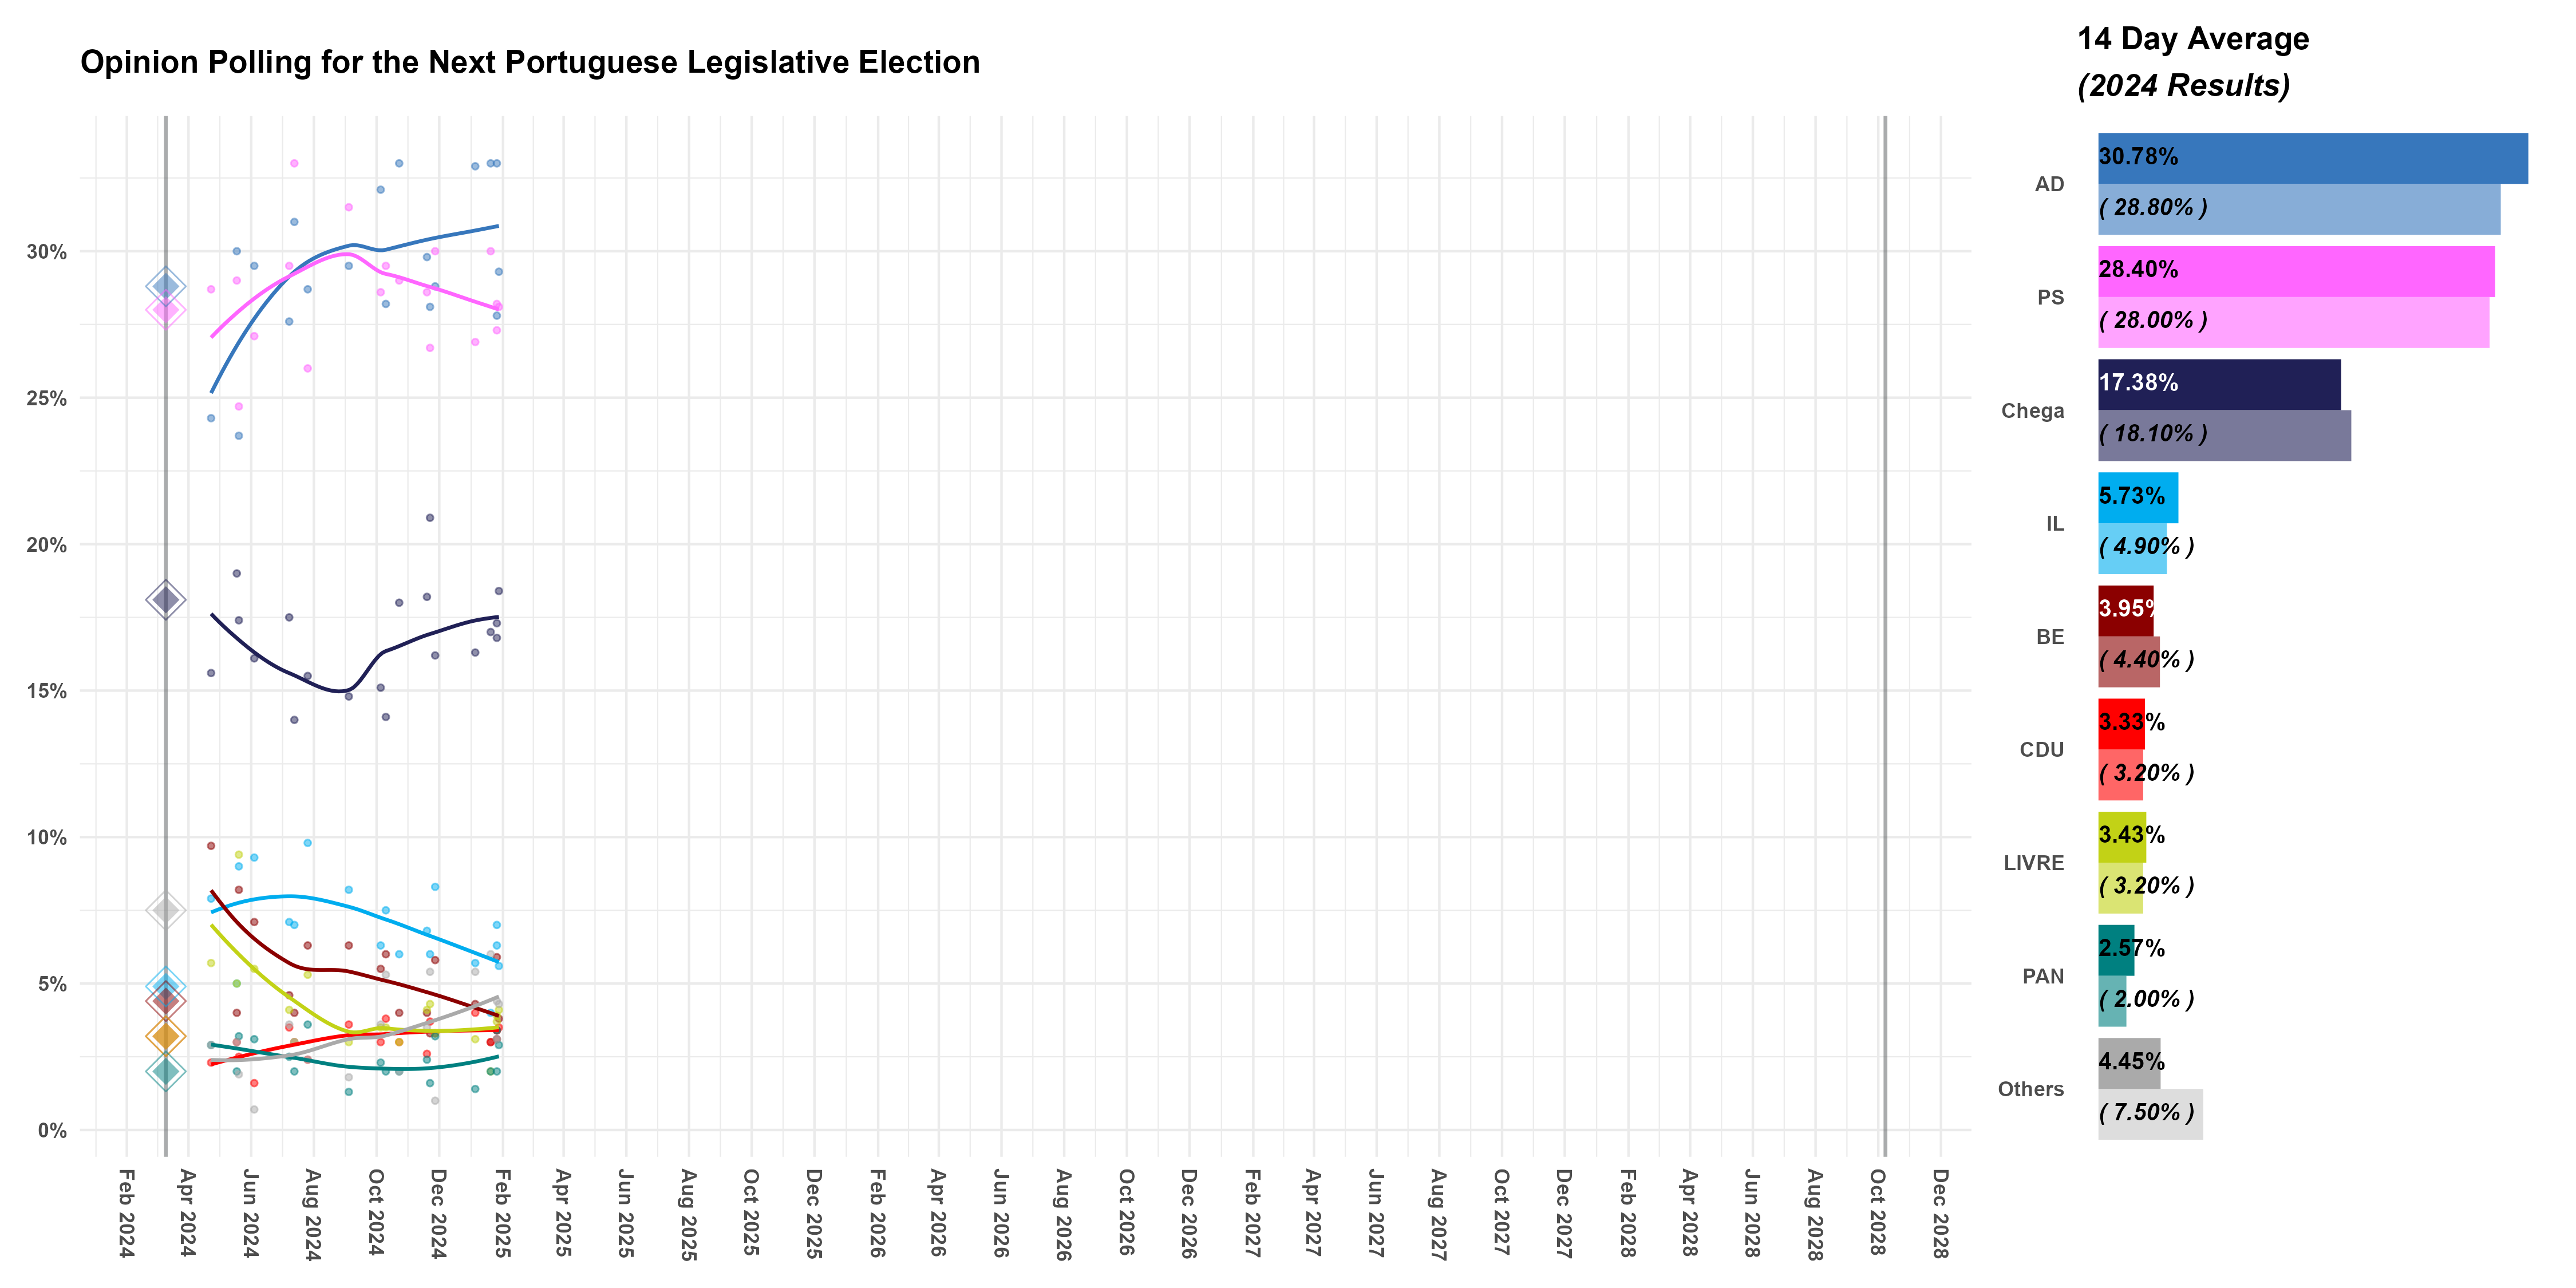 Opinion Polling for the Next Portuguese Legislative Election
30%
25%
20%
15%
10%
5%
0%
Feb 2024
Apr 2024
Jun 2024
Aug 2024
Oct 2024
Dec 2024
Feb 2025
Apr 2025
Jun 2025
Aug 2025
Oct 2025
Dec 2025
Feb 2026
Apr 2026
Jun 2026
Aug 2026
Oct 2026
Dec 2026
Feb 2027
Apr 2027
Jun 2027
Aug 2027
Oct 2027
Dec 2027
Feb 2028
Apr 2028
Jun 2028
Aug 2028
Oct 2028
Dec 2028
14 Day Average
(2024 Results)
AD
30.78%
( 28.80% )
PS
28.40%
( 28.00% )
Chega
17.38%
( 18.10% )
IL
5.73%
( 4.90% )
BE
3.95%
( 4.40% )
CDU
3.33%
( 3.20% )
LIVRE
3.43%
( 3.20% )
PAN
2.57%
( 2.00% )
Others
4.45%
( 7.50% )